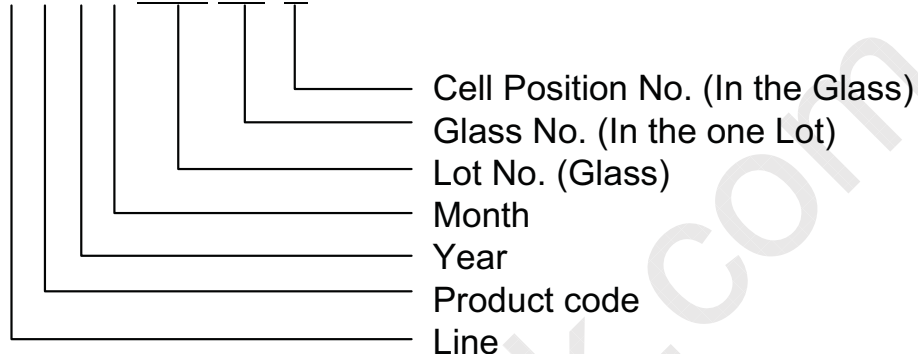 Cell Position No. (In the Glass)
Glass No. (In the one Lot)
Lot No. (Glass)
Month
Year
Product code
Line